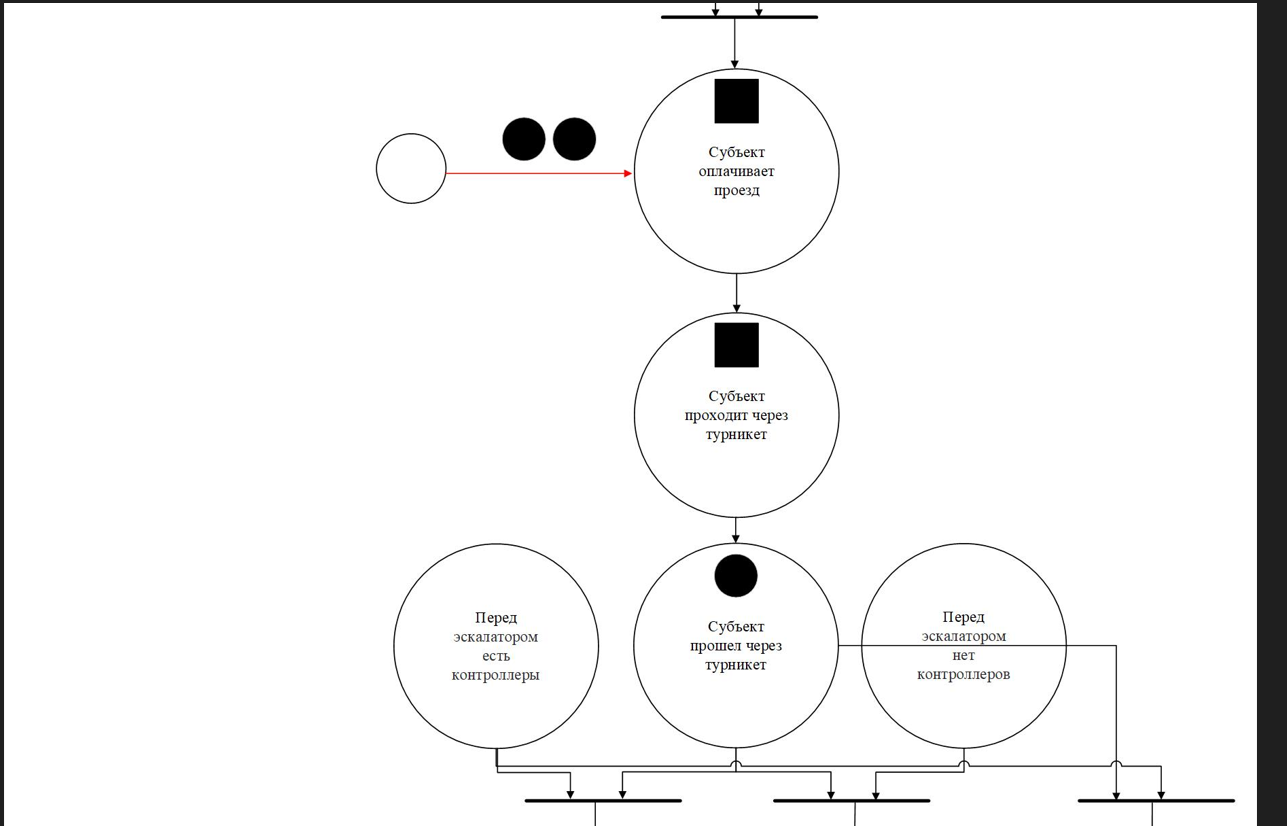 Субъект
оплачивает
проезд
Субъект
проходит через
турникет
Перед
эскалатором
есть
контроллеры
Субъект
прошел через
турникет
Перед
эскалатором
нет
контроллеров